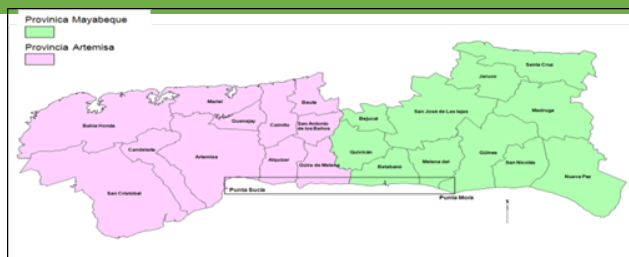 Provinica Mayabeque
Provincia Artemisa
Santa Cruz
Jaruco
Bauta
Mariel
San José de Las lajas
Madruga
Guanajay
Caimito
San Antonio
de los Baños
Bejucal
Bahía Honda
Candelaria
Artemisa
Quivicán
Güines
San Nicolás
Alquízar
Güira de Melena
Batabanó
Melena del
Nueva Paz
San Cristóbal
Punta Sucia
Punta Mora